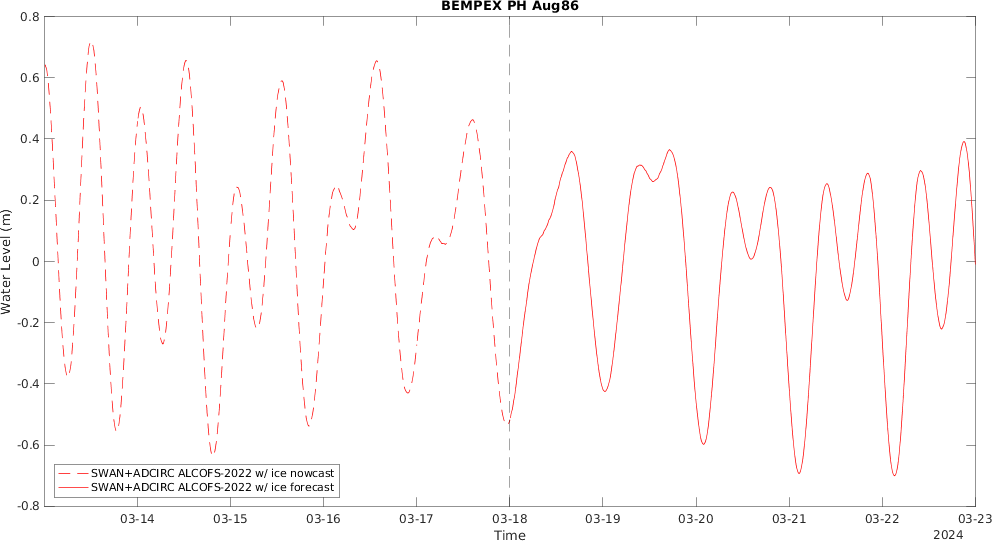 BEMPEX PH Aug86
0.8
0.6
0.4
0.2
0
-0.2
-0.4
-0.6
-0.8
Water Level (m)
SWAN+ADCIRC ALCOFS-2022 w/ ice nowcast
SWAN+ADCIRC ALCOFS-2022 w/ ice forecast
03-14 03-15 03-16 03-17 03-18 03-19 03-20 03-21 03-22 03-23
Time
2024